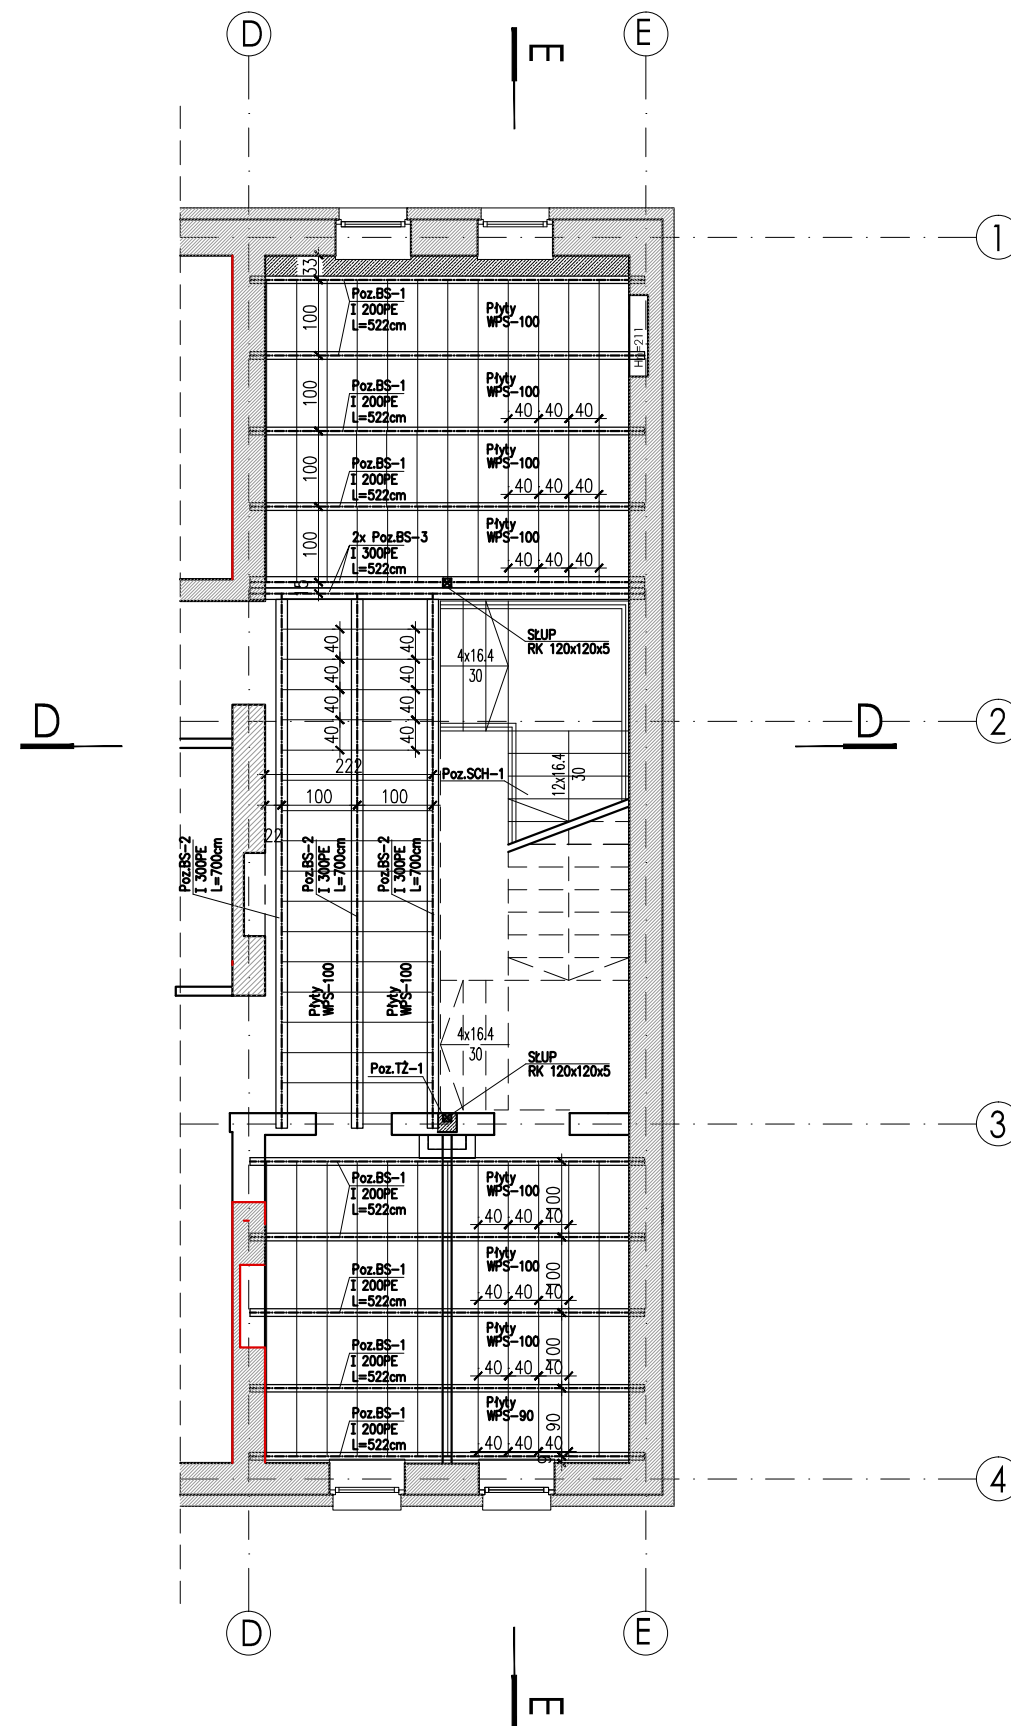 D
E
E
1
33
Poz.BS-1
I 200PE
L=522cm
Płyty
WPS-100
100
Hp=211
Poz.BS-1
I 200PE
L=522cm
Płyty
WPS-100
100
40 40 40
Poz.BS-1
I 200PE
L=522cm
Płyty
WPS-100
100
40 40 40
2x Poz.BS-3
I 300PE
L=522cm
Płyty
WPS-100
100
40 40 40
15
SŁUP
RK 120x120x5
4x16.4
30
40 40 40 40
40 40 40 40
D
D
2
222
Poz.SCH-1
12x16.4
30
100 100
22
Poz.BS-2
I 300PE
L=700cm
Poz.BS-2
I 300PE
L=700cm
Poz.BS-2
I 300PE
L=700cm
Płyty
WPS-100
Płyty
WPS-100
4x16.4
30
Poz.TŻ-1
SŁUP
RK 120x120x5
3
Poz.BS-1
I 200PE
L=522cm
Płyty
WPS-100
100
40 40 40
Poz.BS-1
I 200PE
L=522cm
Płyty
WPS-100
100
40 40 40
Poz.BS-1
I 200PE
L=522cm
Płyty
WPS-100
100
40 40 40
Poz.BS-1
I 200PE
L=522cm
Płyty
WPS-90
90
40 40 40
9
4
D
E
E